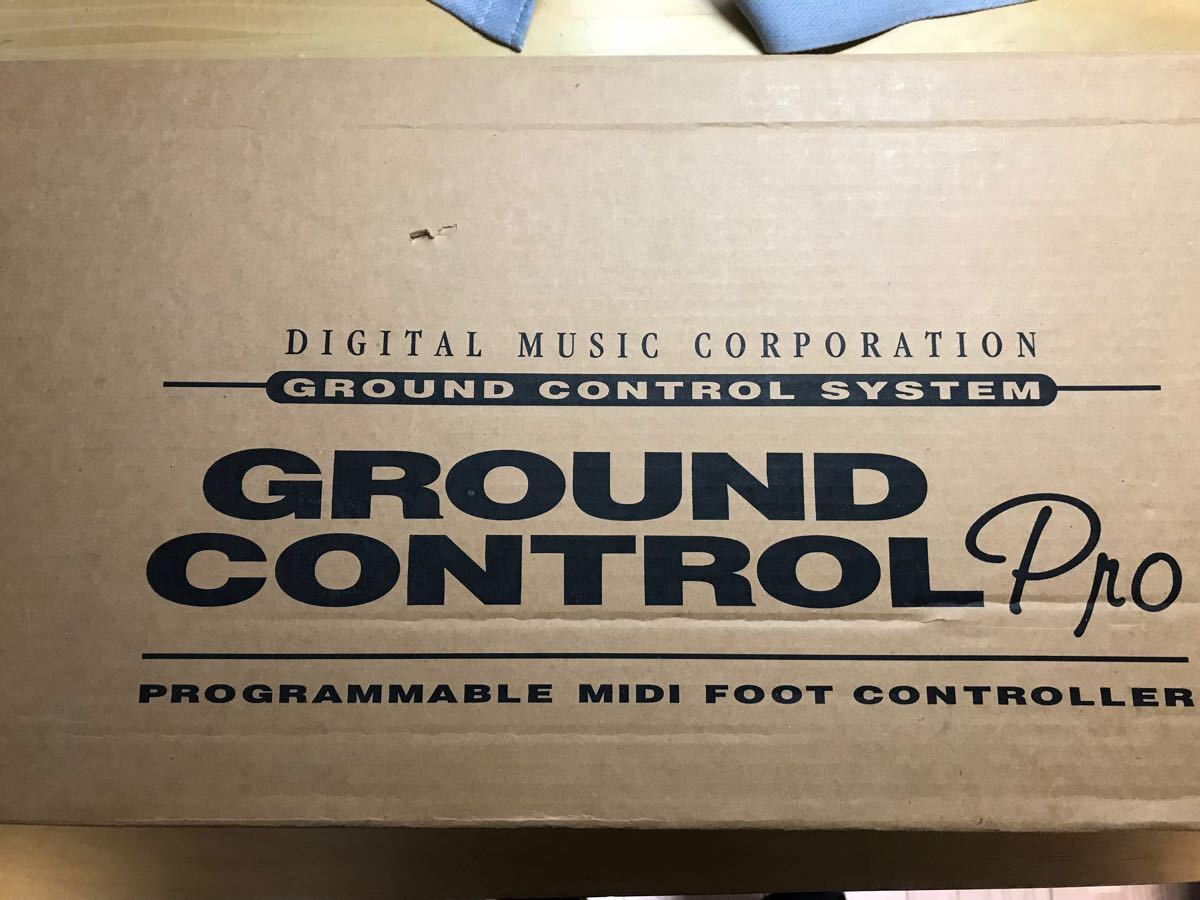 DIGITAL MUSIC CORPORATION
GROUND CONTROL SYSTEM
GROUND
CONTROL Pro
PROGRAMMABLE MIDI FOOT CONTROLLER